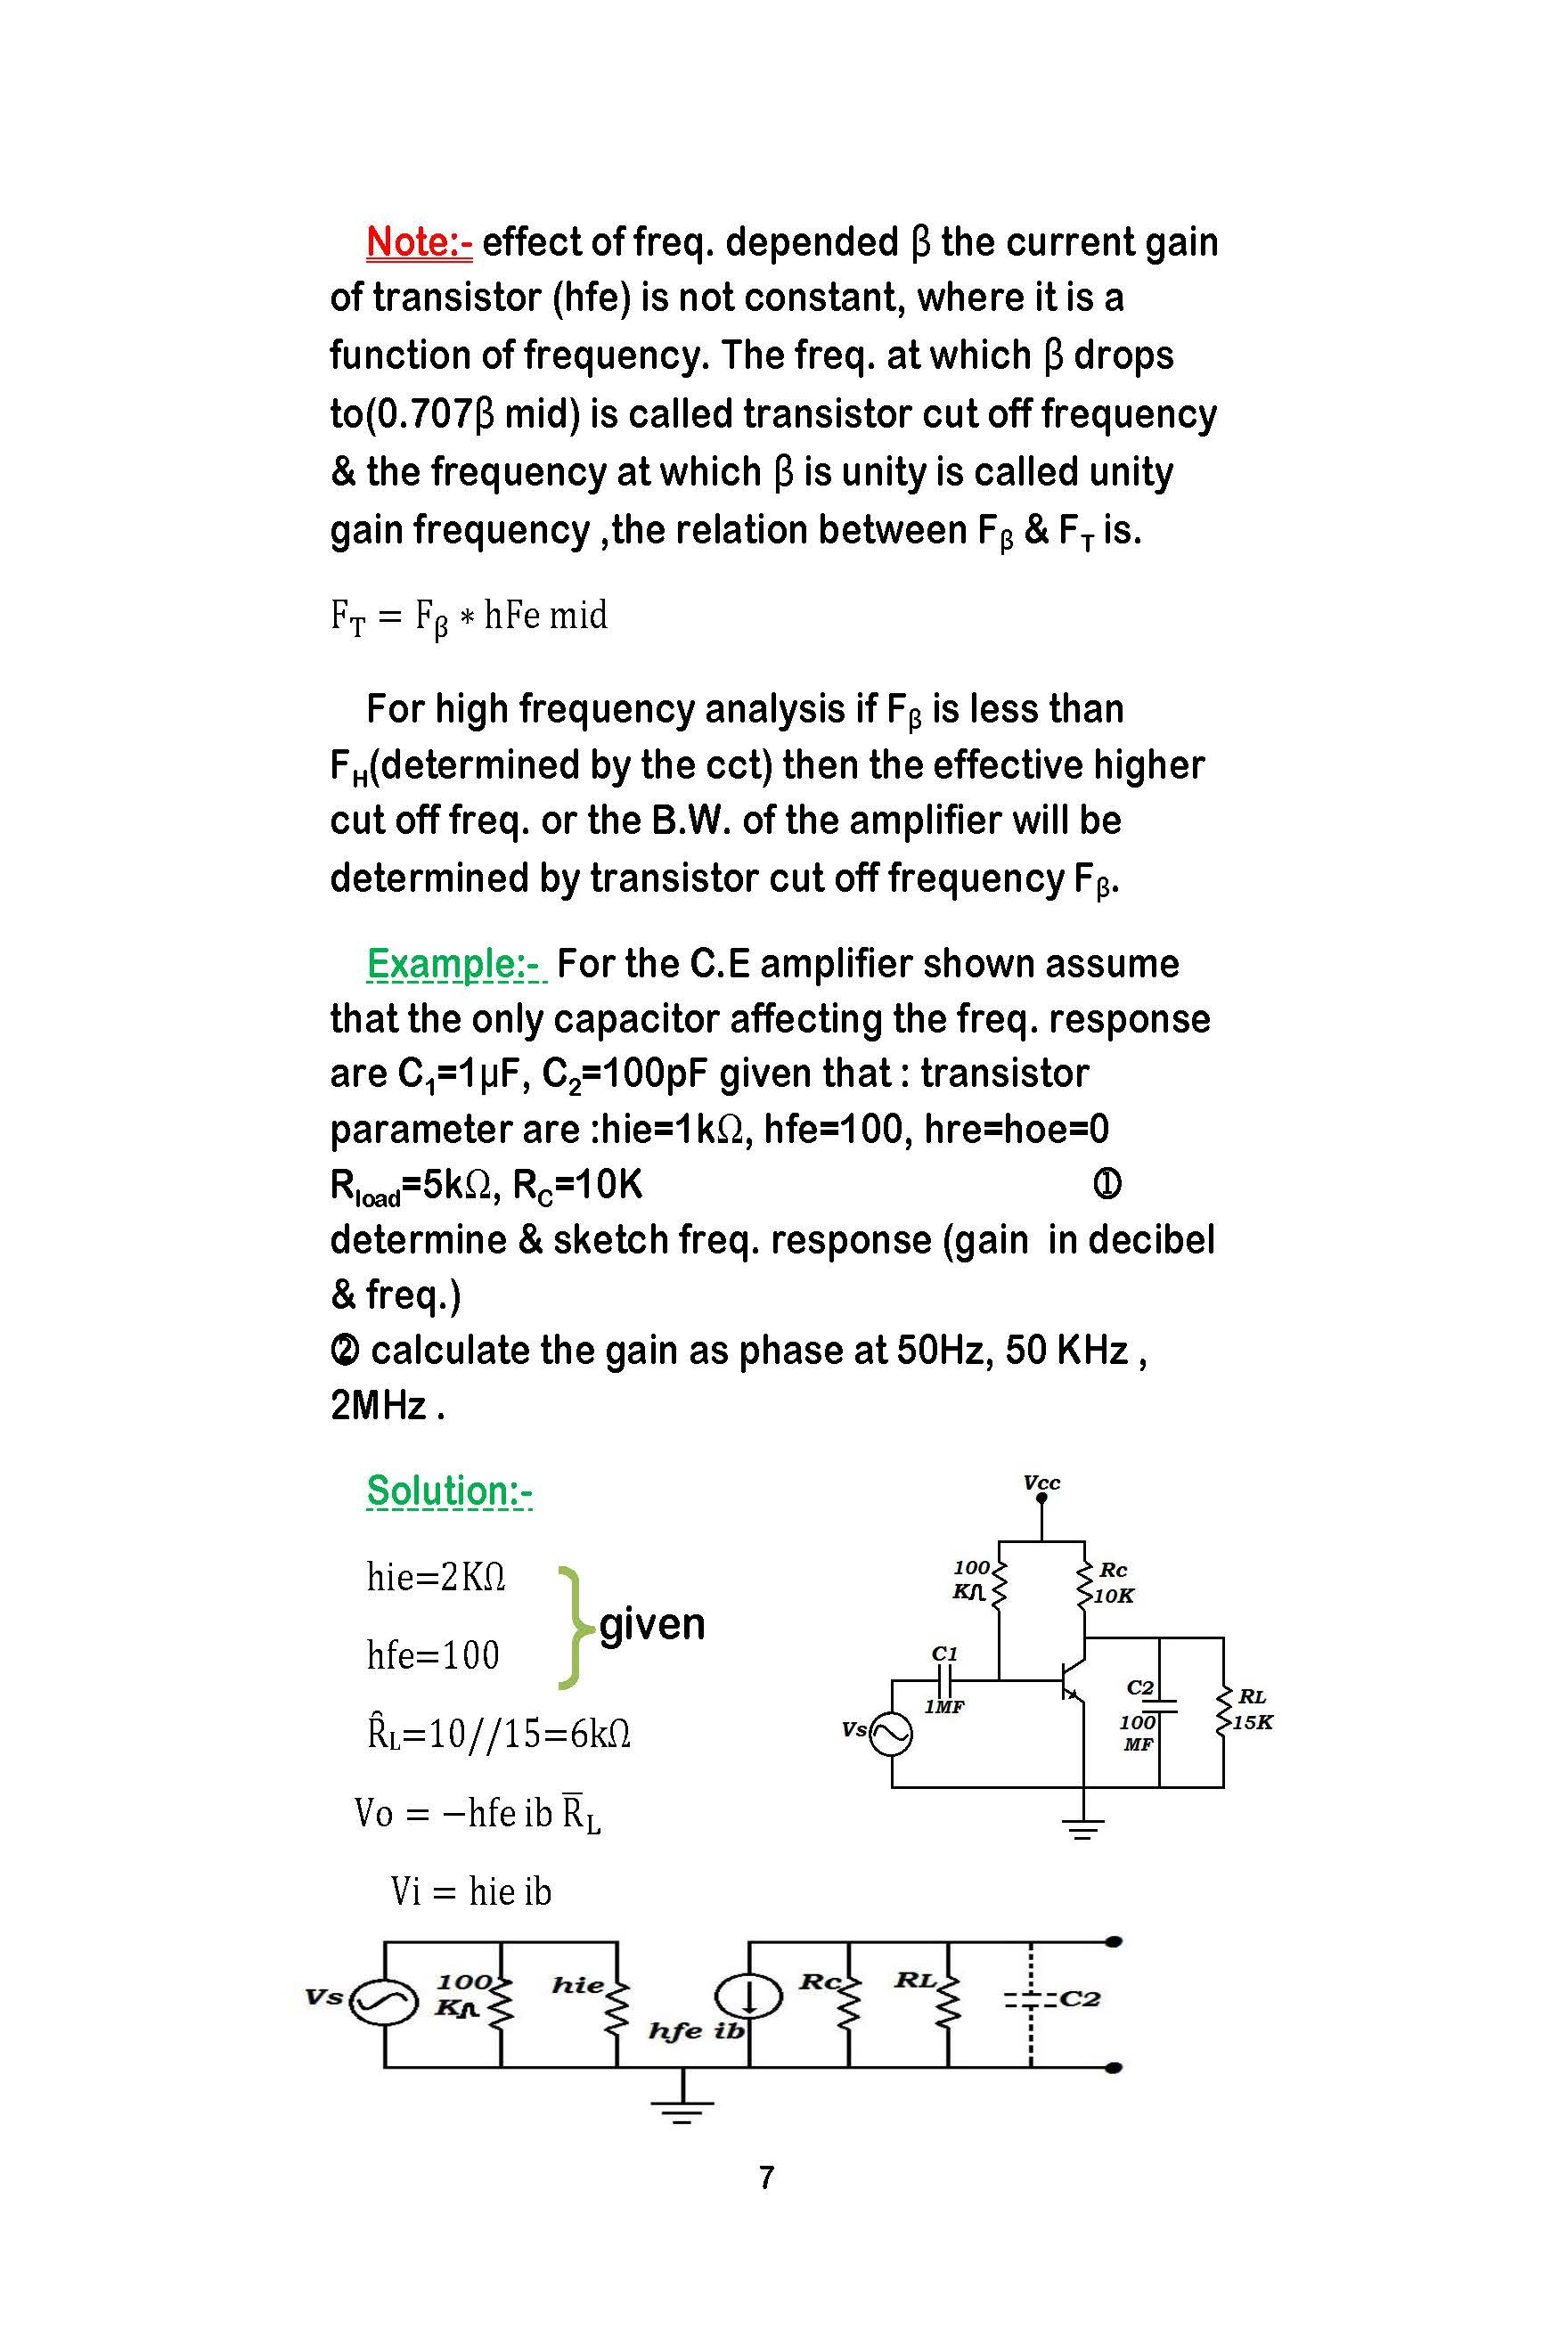 Note:- effect of freq. depended β the current gain
of transistor (hfe) is not constant, where it is a
function of frequency. The freq. at which β drops
to(0.707β mid) is called transistor cut off frequency
& the frequency at which β is unity is called unity
gain frequency ,the relation between Fβ & FT is.
FT = Fβ ∗ hFe mid
For high frequency analysis if Fβ is less than
FH(determined by the cct) then the effective higher
cut off freq. or the B.W. of the amplifier will be
determined by transistor cut off frequency Fβ.
Example:- For the C.E amplifier shown assume
that the only capacitor affecting the freq. response
are C1=1µF, C2=100pF given that : transistor
parameter are :hie=1kΩ, hfe=100, hre=hoe=0
Rload=5kΩ, RC=10K ①
determine & sketch freq. response (gain in decibel
& freq.)
② calculate the gain as phase at 50Hz, 50 KHz ,
2MHz .
Solution:-
hie=2KΩ
hfe=100
given
R̂L=10//15=6kΩ
Vo = −hfe ib R̅L
Vi = hie ib
Vcc
100
KΩ
Rc
10K
C1
1MF
Vs
C2
100
MF
RL
15K
Vs
100
KΩ
hie
hfe ib
Rc
RL
C2
7